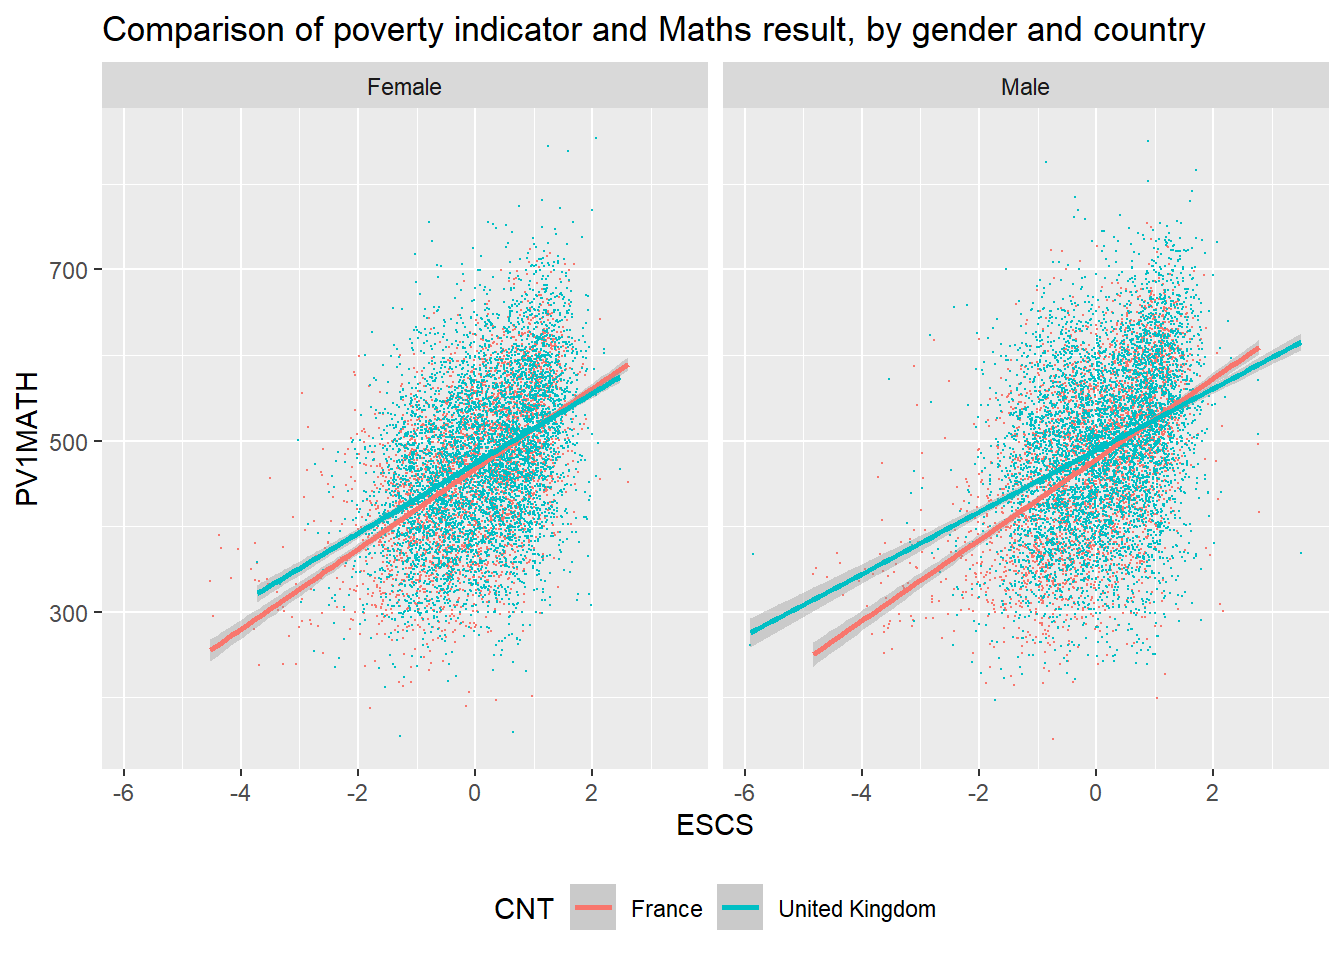 Comparison of poverty indicator and Maths result, by gender and country
Female
Male
PV1MATH
700
500
300
-6 -4 -2 0 2
-6 -4 -2 0 2
ESCS
CNT France United Kingdom